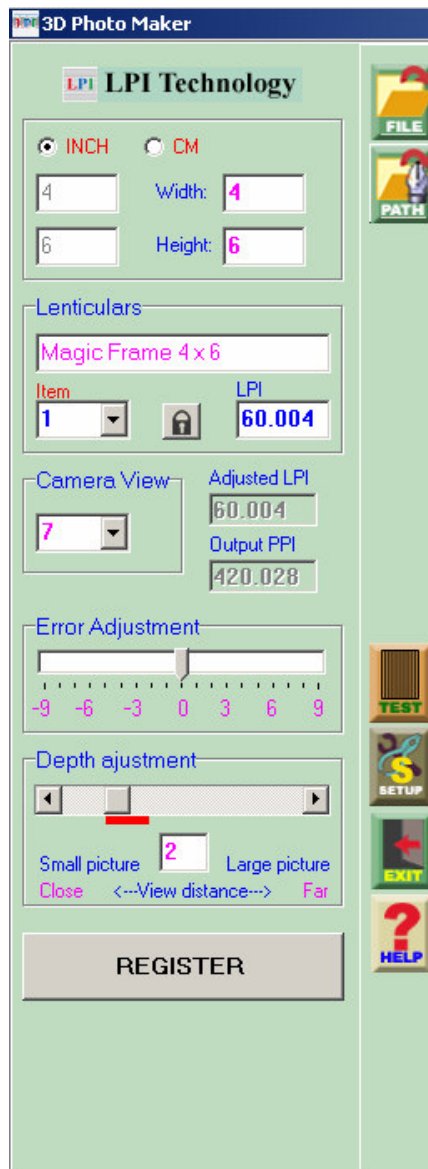 3D Photo Maker
LPI LPI Technology
FILE
INCH CM
4 Width: 4
PATH
6 Height: 6
Lenticulars
Magic Frame 4 x 6
Item LPI
1 60.004
Camera View Adjusted LPI
7 60.004
Output PPI
420.028
Error Adjustment
-9 -6 -3 0 3 6 9
TEST
Depth ajustment
SETUP
2
Small picture Large picture
Close <---View distance---> Far
EXIT
REGISTER
HELP